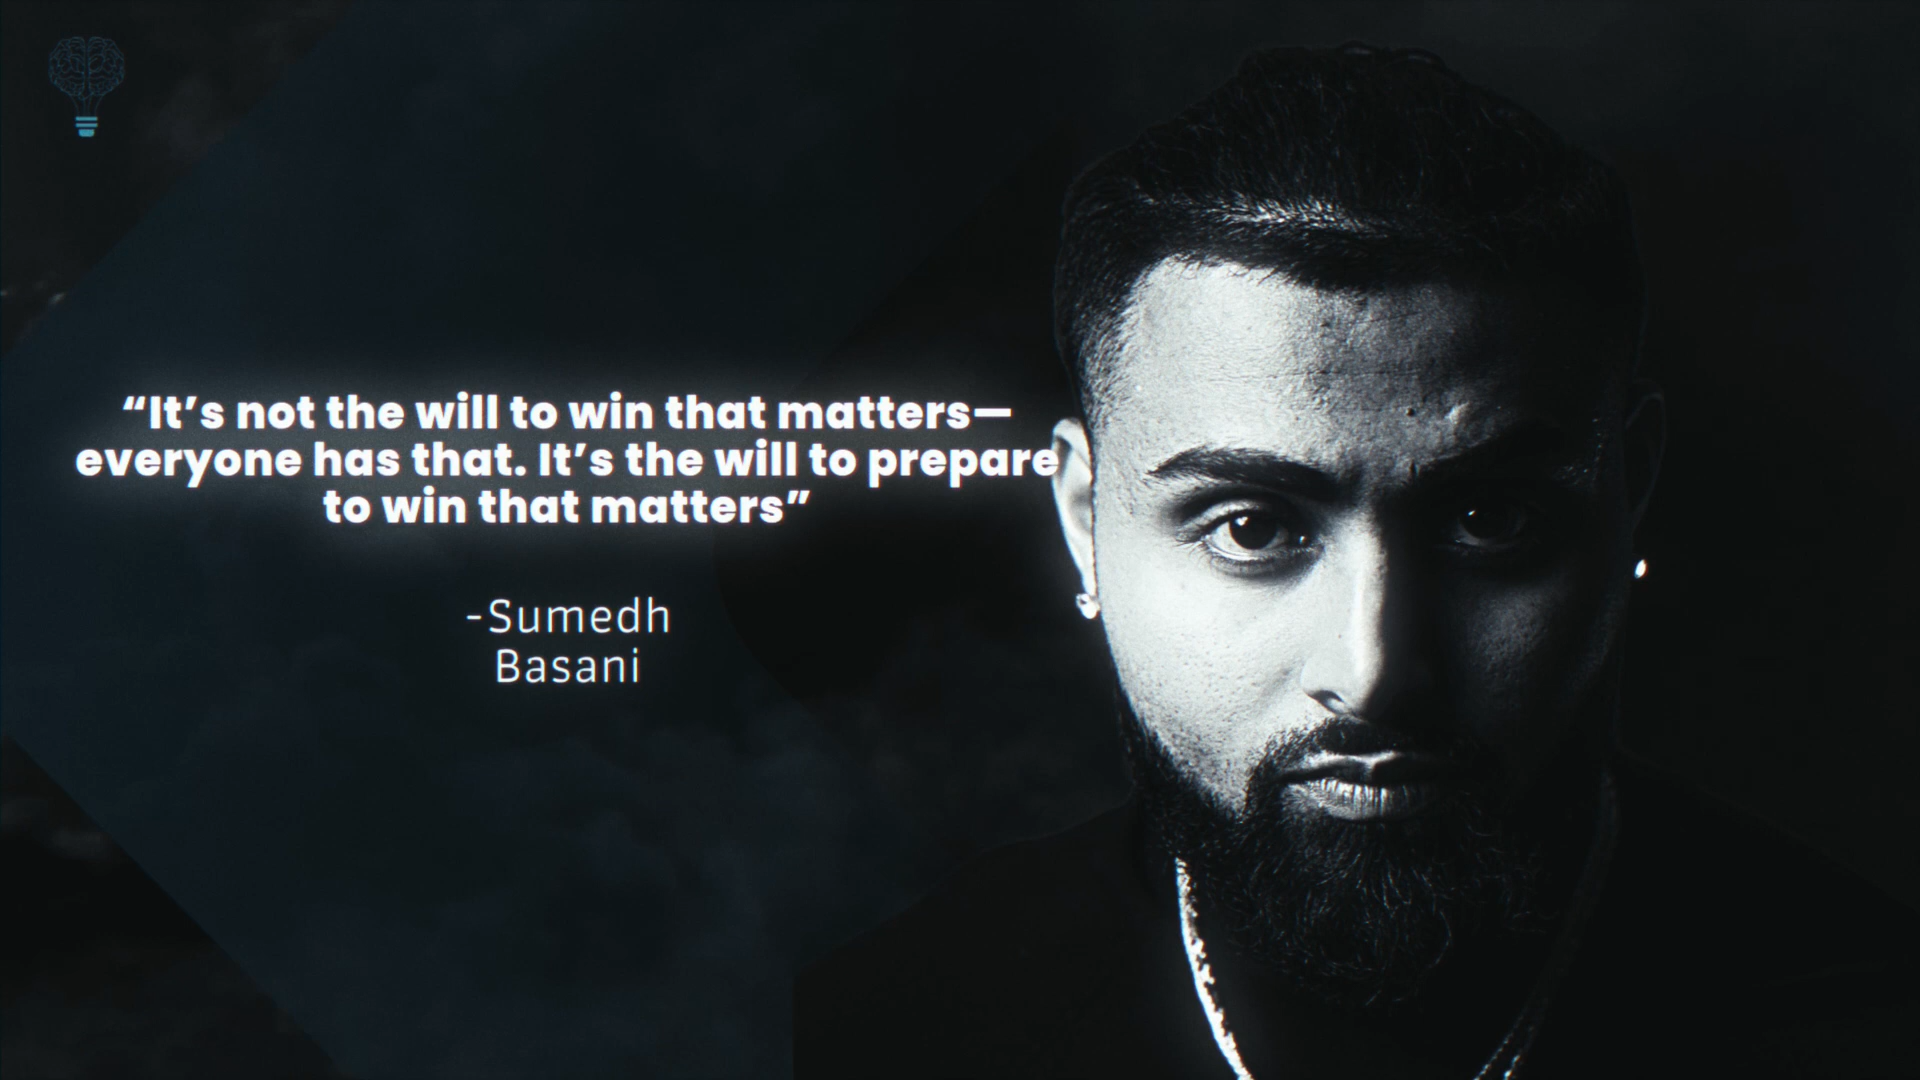 “It’s not the will to win that matters—
everyone has that. It’s the will to prepare
to win that matters”
-Sumedh
Basani